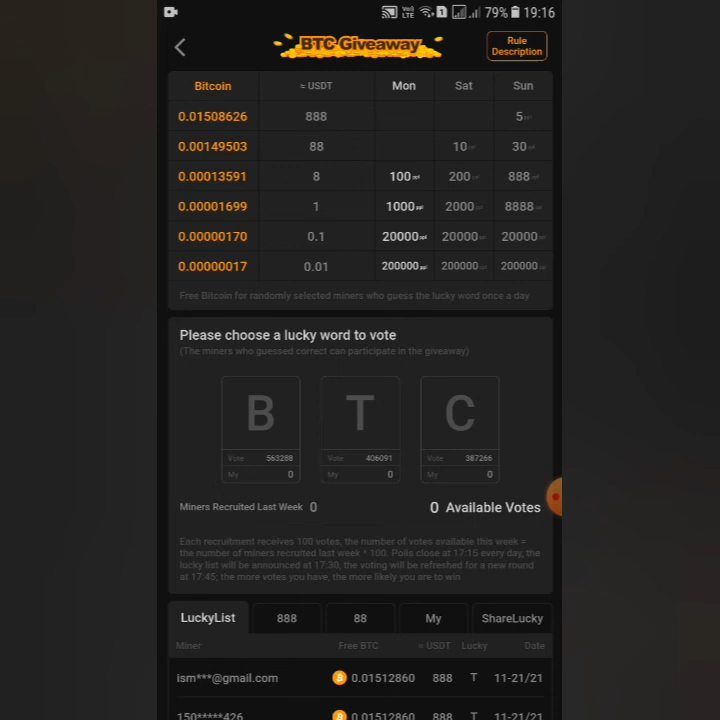 79% 19:16
BTC Giveaway
Rule
Description
Bitcoin ≈ USDT Mon Sat Sun
0.01508626 888 5
0.00149503 88 10 30
0.00013591 8 100 200 888
0.00001699 1 1000 2000 8888
0.00000170 0.1 20000 20000 20000
0.00000017 0.01 200000 200000 200000
Free Bitcoin for randomly selected miners who guess the lucky word once a day
Please choose a lucky word to vote
(The miners who guessed correct can participate in the giveaway)
B T C
Vote 563288 Vote 406091 Vote 387266
My 0 My 0 My 0
Miners Recruited Last Week 0 0 Available Votes
Each recruitment receives 100 votes, the number of votes available this week =
the number of miners recruited last week * 100. Polls close at 17:15 every day, the
lucky list will be announced at 17:30, the voting will be refreshed for a new round
at 17:45; the more votes you have, the more likely you are to win
LuckyList 888 88 My ShareLucky
Miner Free BTC ≈ USDT Lucky Date
ism***@gmail.com 0.01512860 888 T 11-21/21
150*****426 0.01512860 888 T 11-21/21